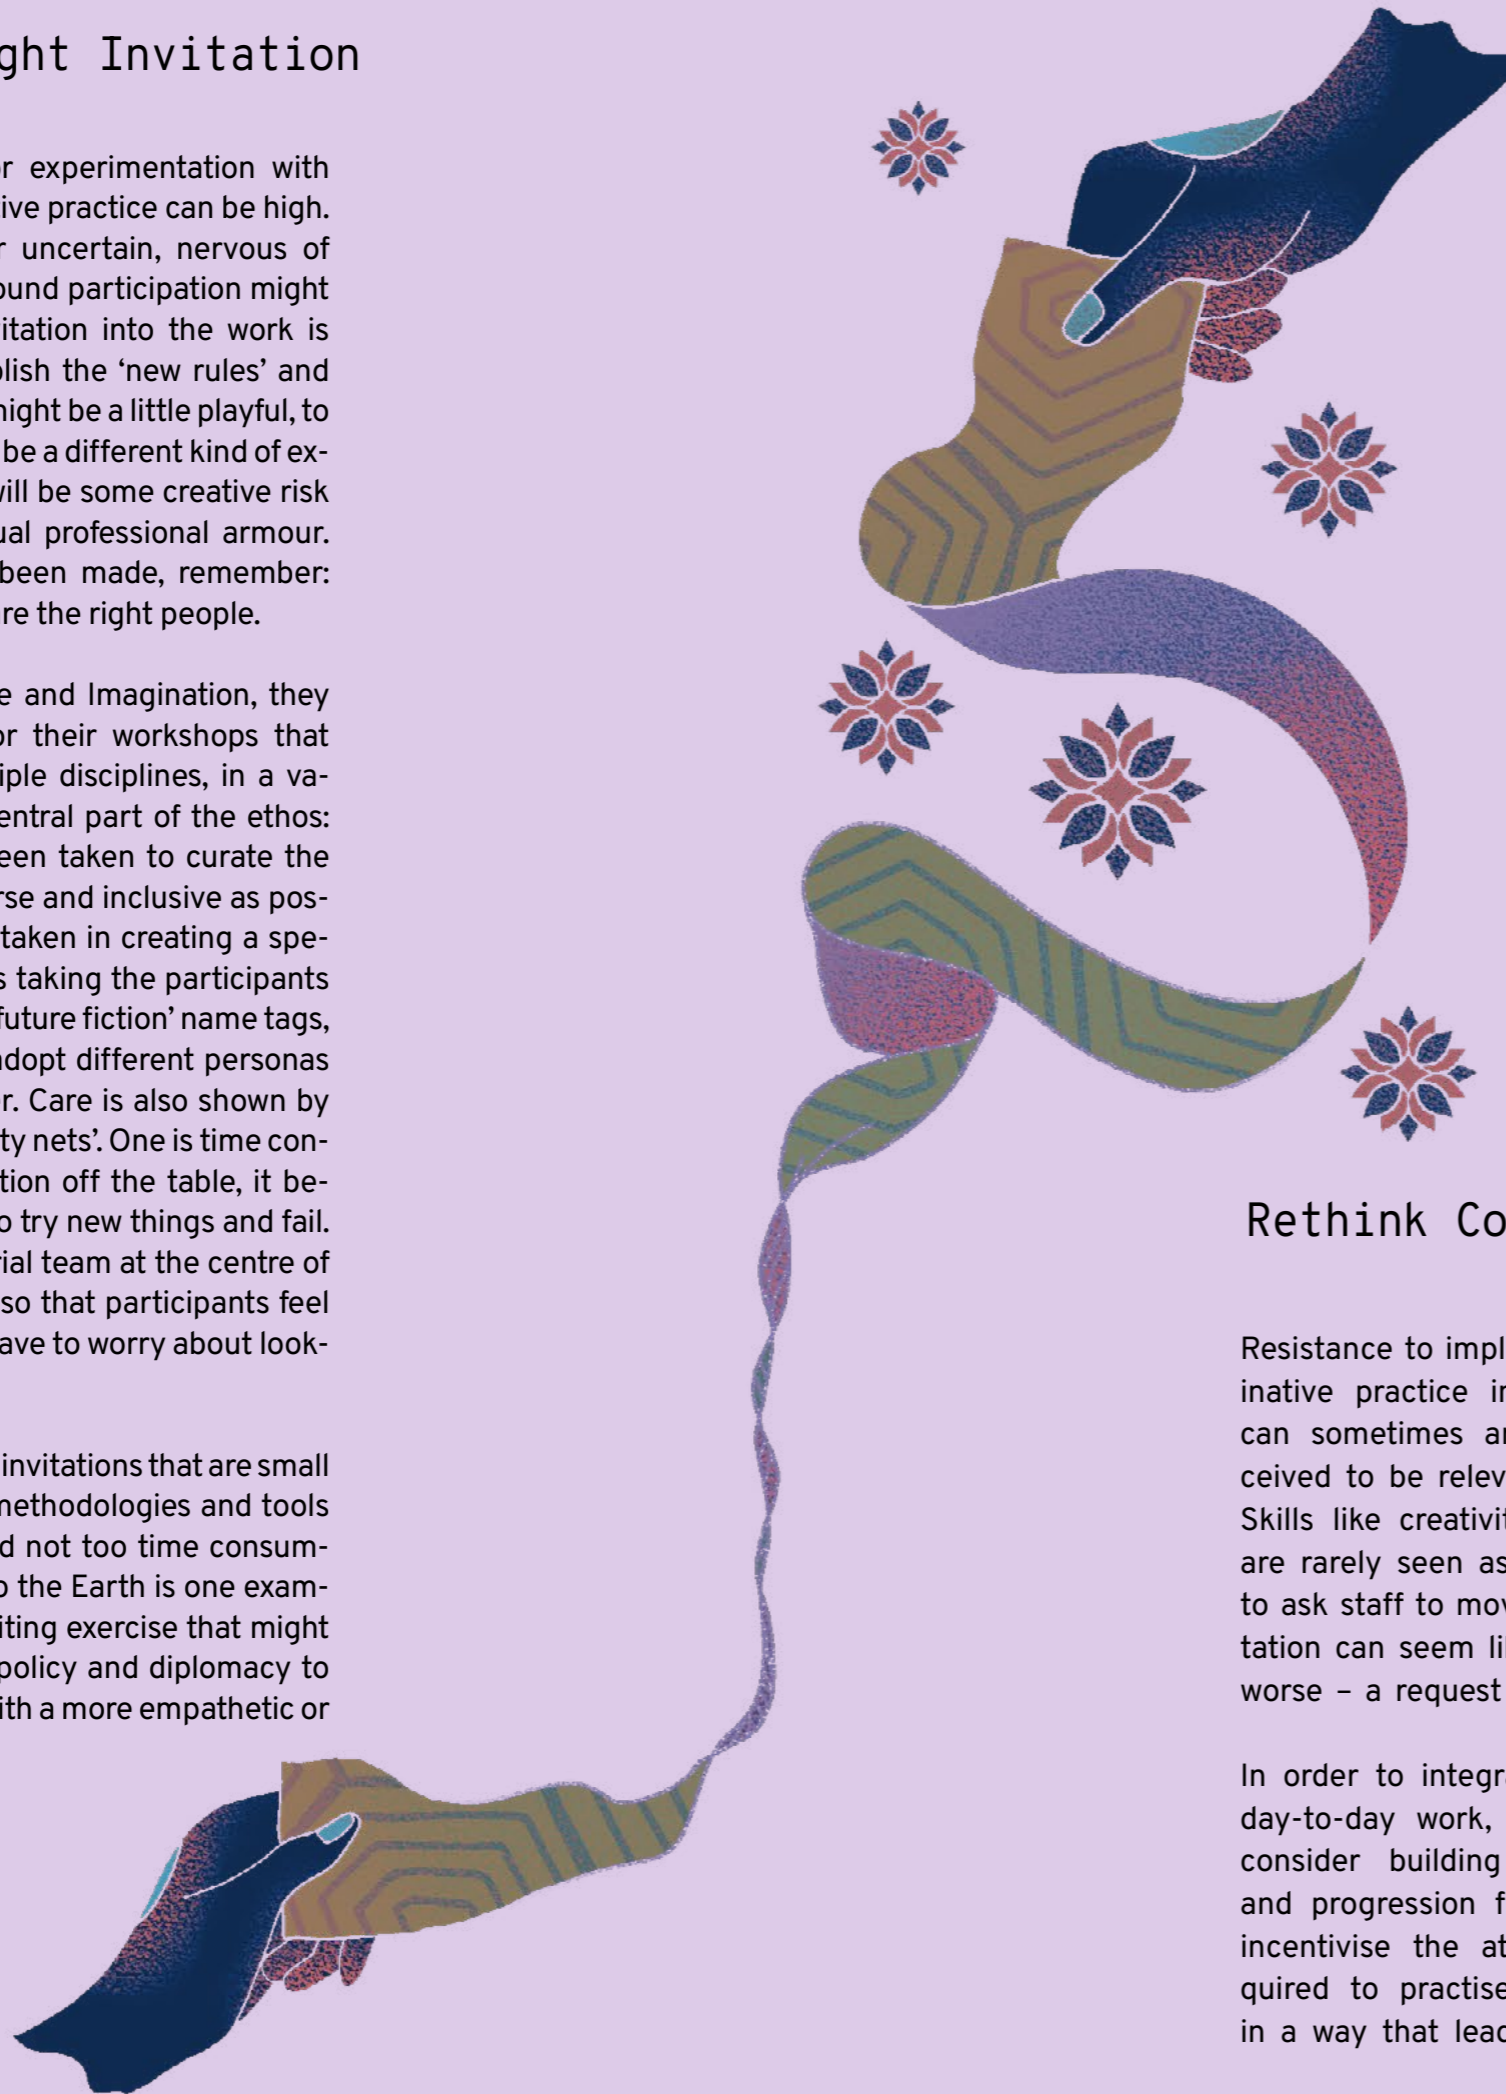 ght Invitation
or experimentation with
tive practice can be high.
r uncertain, nervous of
ound participation might
vitation into the work is
olish the ‘new rules’ and
might be a little playful, to
be a different kind of ex-
will be some creative risk
ual professional armour.
been made, remember:
are the right people.
e and Imagination, they
or their workshops that
iple disciplines, in a va-
entral part of the ethos:
een taken to curate the
rse and inclusive as pos-
taken in creating a spe-
s taking the participants
future fiction’ name tags,
adopt different personas
r. Care is also shown by
ty nets’. One is time con-
tion off the table, it be-
o try new things and fail.
rial team at the centre of
so that participants feel
ave to worry about look-
invitations that are small
methodologies and tools
d not too time consum-
o the Earth is one exam-
iting exercise that might
policy and diplomacy to
ith a more empathetic or
Rethink Co
Resistance to impl
inative practice in
can sometimes ar
ceived to be relev
Skills like creativit
are rarely seen as
to ask staff to mov
tation can seem li
worse – a request
In order to integr
day-to-day work,
consider building
and progression f
incentivise the at
quired to practise
in a way that lead